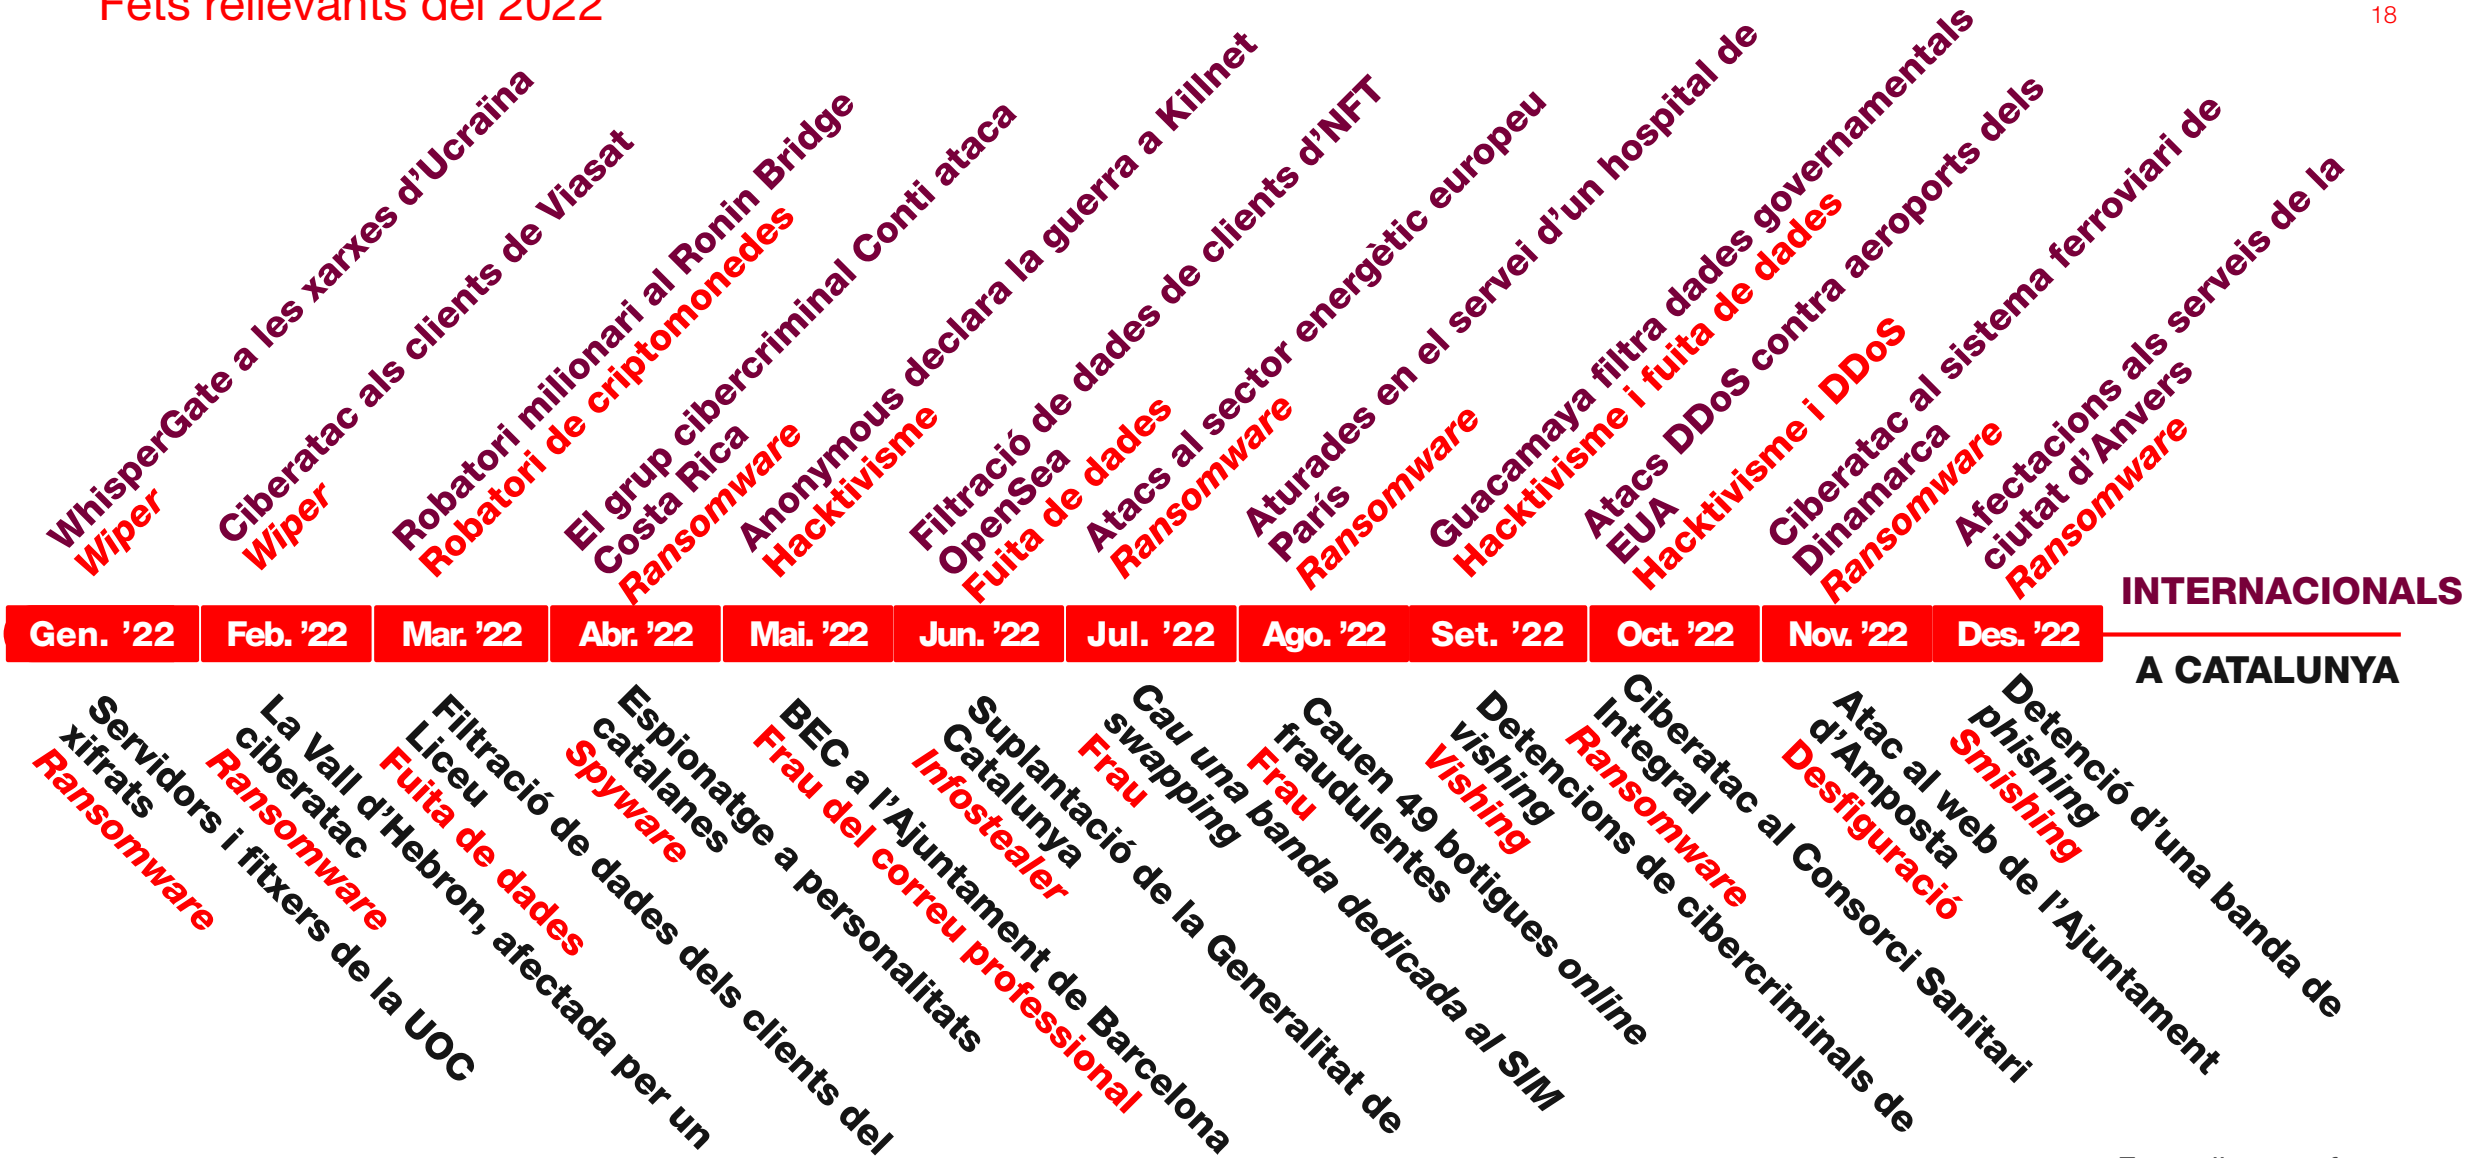 Fets rellevants del 2022
18
WhisperGate a les xarxes d’Ucraïna
Wiper
Ciberatac als clients de Viasat
Wiper
Robatori milionari al Ronin Bridge
Robatori de criptomonedes
El grup cibercriminal Conti ataca
Costa Rica
Ransomware
Anonymous declara la guerra a Killnet
Hacktivisme
Filtració de dades de clients d’NFT
OpenSea
Fuita de dades
Atacs al sector energètic europeu
Ransomware
Aturades en el servei d’un hospital de
París
Ransomware
Guacamaya filtra dades governamentals
Hacktivisme i fuita de dades
Atacs DDoS contra aeroports dels
EUA
Hacktivisme i DDoS
Ciberatac al sistema ferroviari de
Dinamarca
Ransomware
Afectacions als serveis de la
ciutat d’Anvers
Ransomware
INTERNACIONALS
Gen. ’22
Feb. ’22
Mar. ’22
Abr. ’22
Mai. ’22
Jun. ’22
Jul. ’22
Ago. ’22
Set. ’22
Oct. ’22
Nov. ’22
Des. ’22
A CATALUNYA
Servidors i fitxers de la UOC
xifrats
Ransomware
La Vall d’Hebron, afectada per un
ciberatac
Ransomware
Filtració de dades dels clients del
Liceu
Fuita de dades
Espionatge a personalitats
catalanes
Spyware
BEC a l’Ajuntament de Barcelona
Frau del correu professional
Suplantació de la Generalitat de
Catalunya
Infostealer
Cau una banda dedicada al SIM
swapping
Frau
Cauen 49 botigues online
fraudulentes
Frau
Detencions de cibercriminals de
vishing
Vishing
Ciberatac al Consorci Sanitari
Integral
Ransomware
Atac al web de l’Ajuntament
d’Amposta
Desfiguració
Detenció d’una banda de
phishing
Smishing